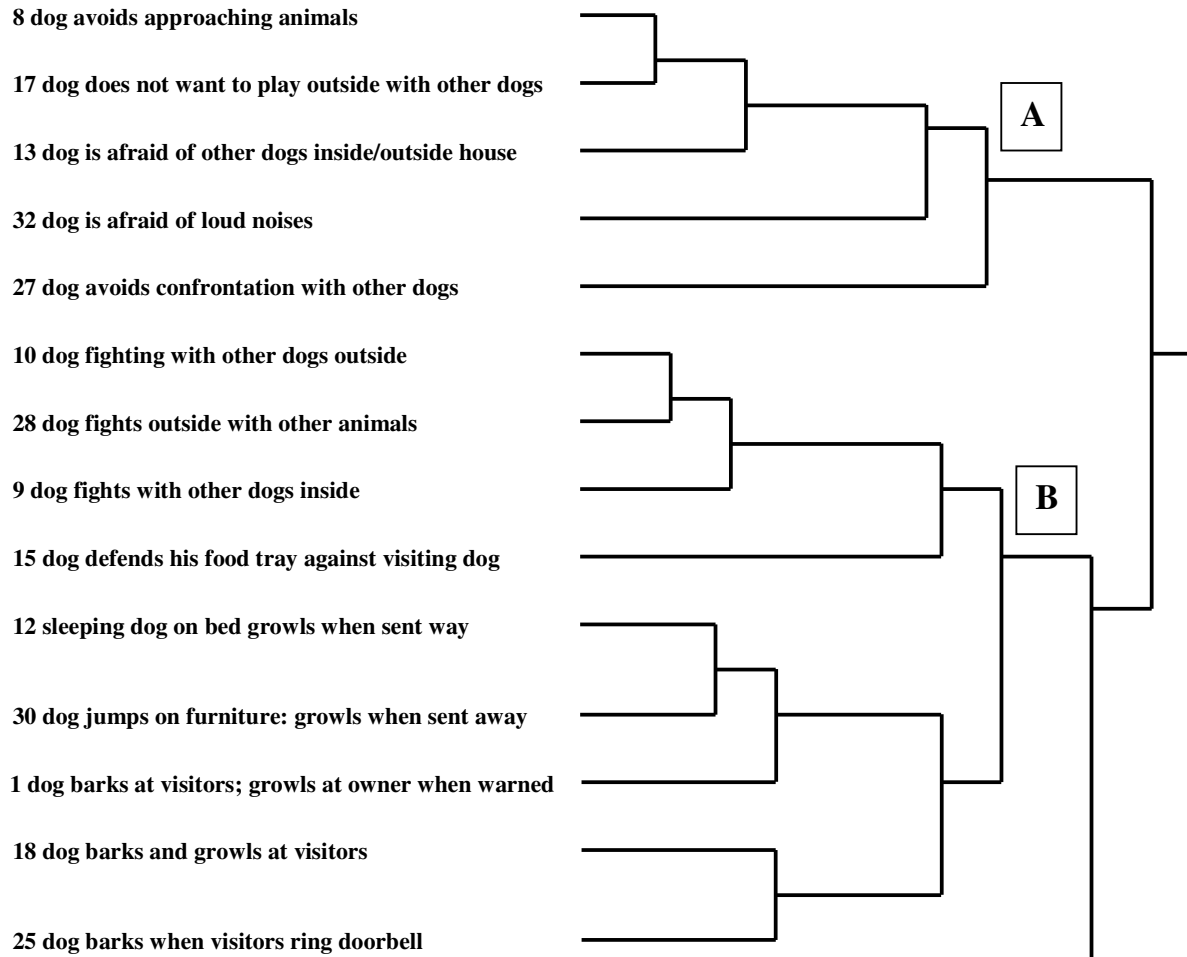 8 dog avoids approaching animals
17 dog does not want to play outside with other dogs
A
13 dog is afraid of other dogs inside/outside house
32 dog is afraid of loud noises
27 dog avoids confrontation with other dogs
10 dog fighting with other dogs outside
28 dog fights outside with other animals
9 dog fights with other dogs inside
B
15 dog defends his food tray against visiting dog
12 sleeping dog on bed growls when sent way
30 dog jumps on furniture: growls when sent away
1 dog barks at visitors; growls at owner when warned
18 dog barks and growls at visitors
25 dog barks when visitors ring doorbell